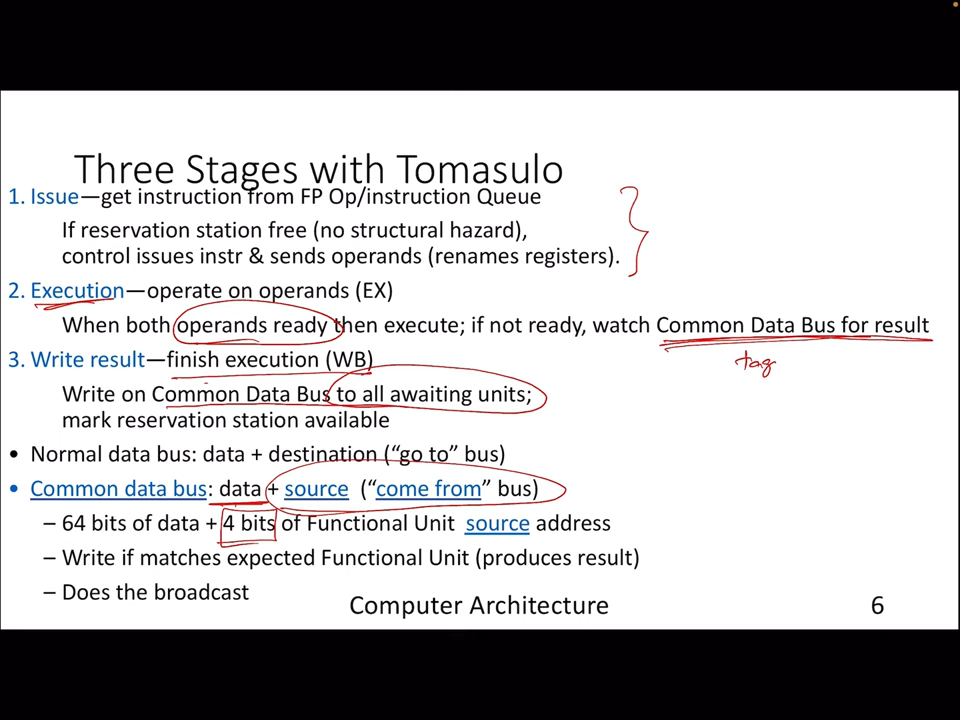 Three Stages with Tomasulo
1. Issue—get instruction from FP Op/instruction Queue
If reservation station free (no structural hazard),
control issues instr & sends operands (renames registers).
2. Execution—operate on operands (EX)
When both operands ready then execute; if not ready, watch Common Data Bus for result
tag
3. Write result—finish execution (WB)
Write on Common Data Bus to all awaiting units;
mark reservation station available
• Normal data bus: data + destination (“go to” bus)
• Common data bus: data + source (“come from” bus)
– 64 bits of data + 4 bits of Functional Unit source address
– Write if matches expected Functional Unit (produces result)
– Does the broadcast
Computer Architecture
6